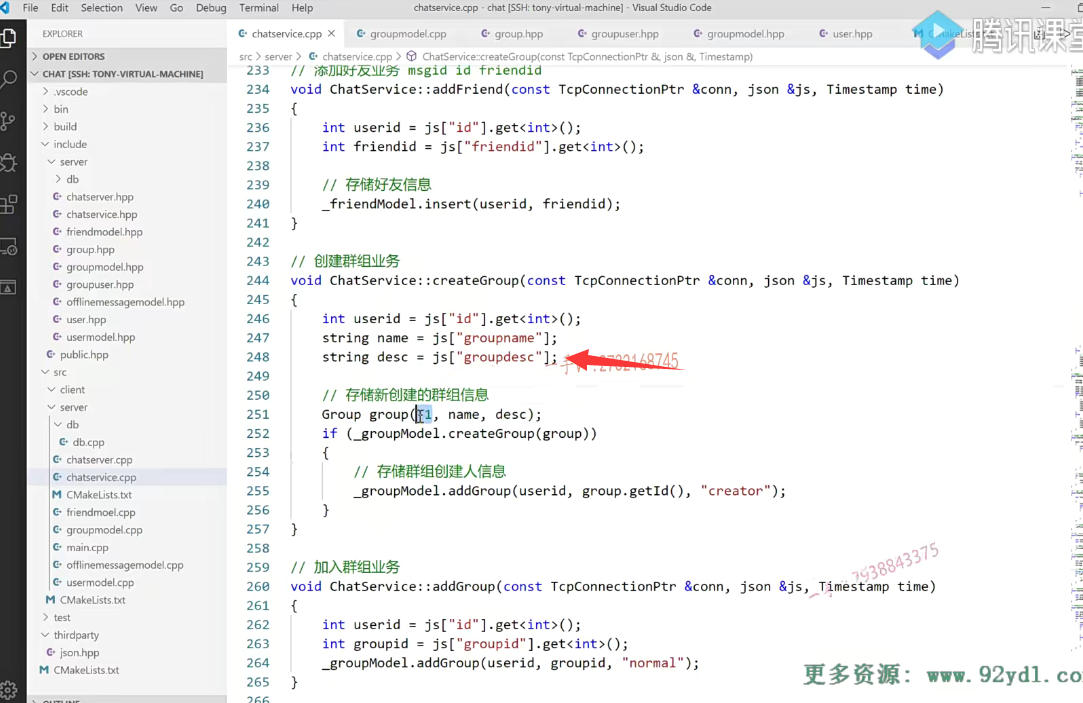 File Edit Selection View Go Debug Terminal Help chatservice.cpp - chat [SSH: tony-virtual-machine] - Visual Studio Code
EXPLORER
chatservice.cpp groupmodel.cpp group.hpp groupuser.hpp groupmodel.hpp user.hpp
腾讯课堂
OPEN EDITORS
CHAT [SSH: TONY-VIRTUAL-MACHINE]
.vscode
bin
build
include
server
db
chatserver.hpp
chatservice.hpp
friendmodel.hpp
group.hpp
groupmodel.hpp
groupuser.hpp
offlinemessagemodel.hpp
user.hpp
usermodel.hpp
public.hpp
src
client
server
db
db.cpp
chatserver.cpp
chatservice.cpp
CMakeLists.txt
friendmoel.cpp
groupmodel.cpp
main.cpp
offlinemessagemodel.cpp
usermodel.cpp
CMakeLists.txt
test
thirdparty
json.hpp
CMakeLists.txt
src > server > chatservice.cpp > ChatService::createGroup(const TcpConnectionPtr &, json &, Timestamp)
233 // 添加好友业务 msgid id friendid
234 void ChatService::addFriend(const TcpConnectionPtr &conn, json &js, Timestamp time)
235 {
236 int userid = js["id"].get<int>();
237 int friendid = js["friendid"].get<int>();
238
239 // 存储好友信息
240 _friendModel.insert(userid, friendid);
241 }
242
243 // 创建群组业务
244 void ChatService::createGroup(const TcpConnectionPtr &conn, json &js, Timestamp time)
245 {
246 int userid = js["id"].get<int>();
247 string name = js["groupname"];
248 string desc = js["groupdesc"];
249
250 // 存储新创建的群组信息
251 Group group(-1, name, desc);
252 if (_groupModel.createGroup(group))
253 {
254 // 存储群组创建人信息
255 _groupModel.addGroup(userid, group.getId(), "creator");
256 }
257 }
258
259 // 加入群组业务
260 void ChatService::addGroup(const TcpConnectionPtr &conn, json &js, Timestamp time)
261 {
262 int userid = js["id"].get<int>();
263 int groupid = js["groupid"].get<int>();
264 _groupModel.addGroup(userid, groupid, "normal");
265 }
266
更多资源：www.92yd1.co